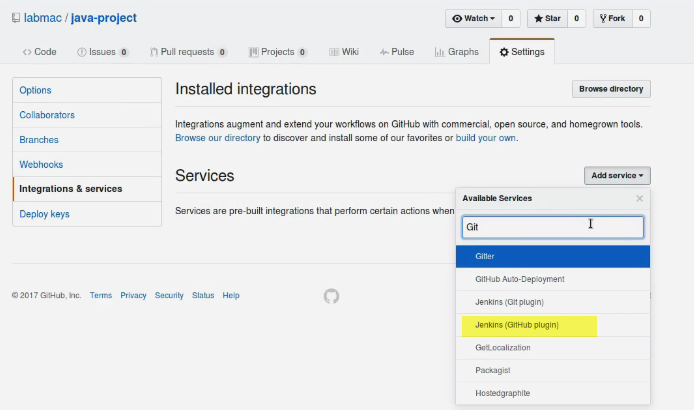 labmac / java-project
Watch 0 Star 0 Fork 0
Code Issues 0 Pull requests 0 Projects 0 Wiki Pulse Graphs Settings
Options
Collaborators
Branches
Webhooks
Integrations & services
Deploy keys
Installed integrations
Browse directory
Integrations augment and extend your workflows on GitHub with commercial, open source, and homegrown tools.
Browse our directory to discover and install some of our favorites or build your own.
Services
Add service
Services are pre-built integrations that perform certain actions when
Available Services
Git
Gitter
GitHub Auto-Deployment
Jenkins (Git plugin)
Jenkins (GitHub plugin)
GetLocalization
Packagist
Hostedgraphite
© 2017 GitHub, Inc. Terms Privacy Security Status Help